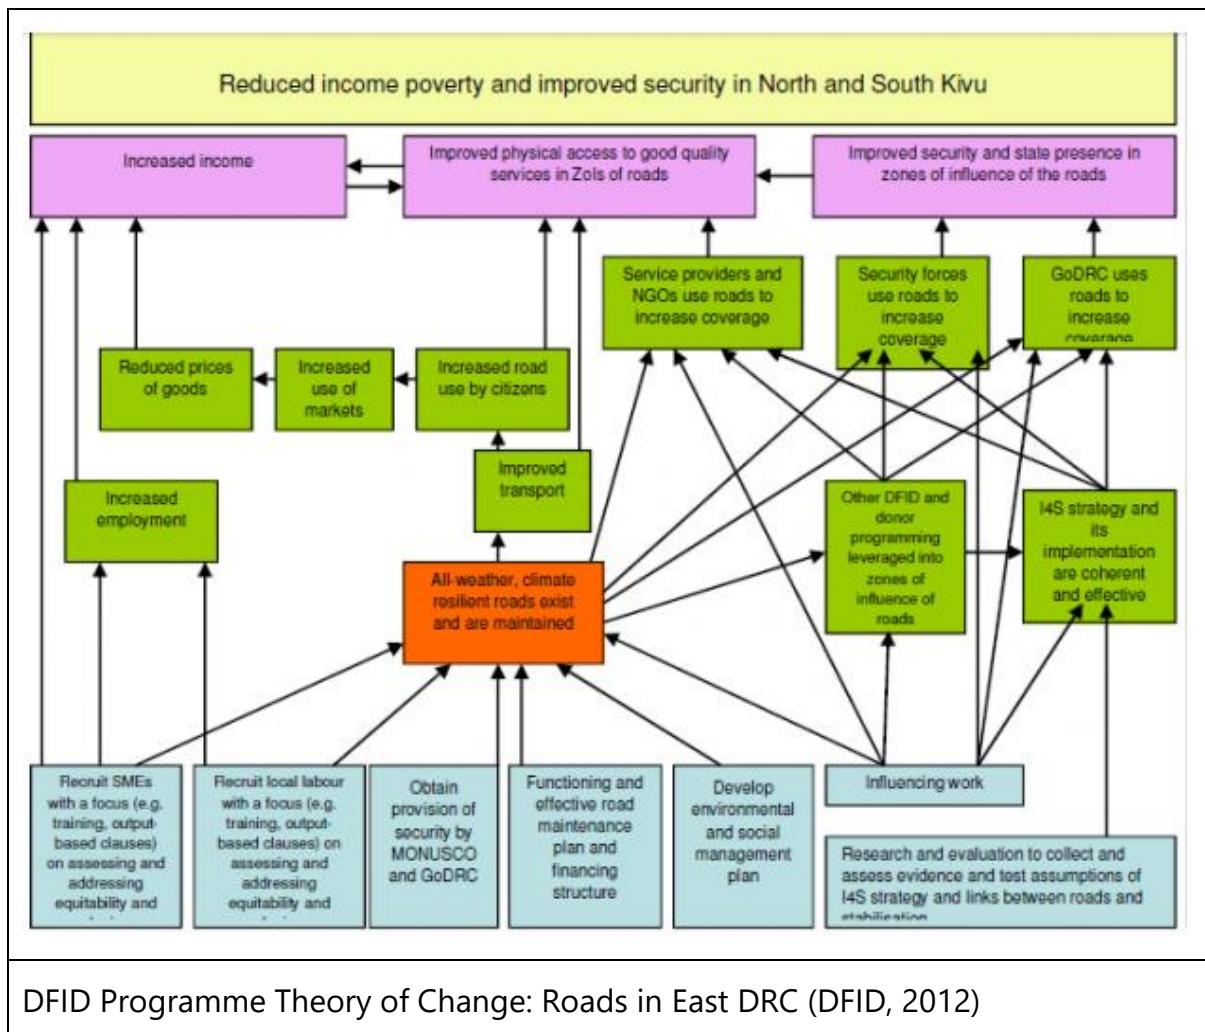 Reduced income poverty and improved security in North and South Kivu
Increased income
Improved physical access to good quality
services in ZoIs of roads
Improved security and state presence in
zones of influence of the roads
Service providers and
NGOs use roads to
increase coverage
Security forces
use roads to
increase
coverage
GoDRC uses
roads to
increase
coverage
Reduced prices
of goods
Increased
use of
markets
Increased road
use by citizens
Improved
transport
Increased
employment
Other DFID and
donor
programming
leveraged into
zones of
influence of
roads
I4S strategy and
its
implementation
are coherent
and effective
All-weather, climate
resilient roads exist
and are maintained
Recruit SMEs
with a focus (e.g.
training, output-
based clauses)
on assessing and
addressing
equitability and
Recruit local labour
with a focus (e.g.
training, output-
based clauses) on
assessing and
addressing
equitability and
Obtain
provision of
security by
MONUSCO
and GoDRC
Functioning and
effective road
maintenance
plan and
financing
structure
Develop
environmental
and social
management
plan
Influencing work
Research and evaluation to collect and
assess evidence and test assumptions of
I4S strategy and links between roads and
stabilisation
DFID Programme Theory of Change: Roads in East DRC (DFID, 2012)